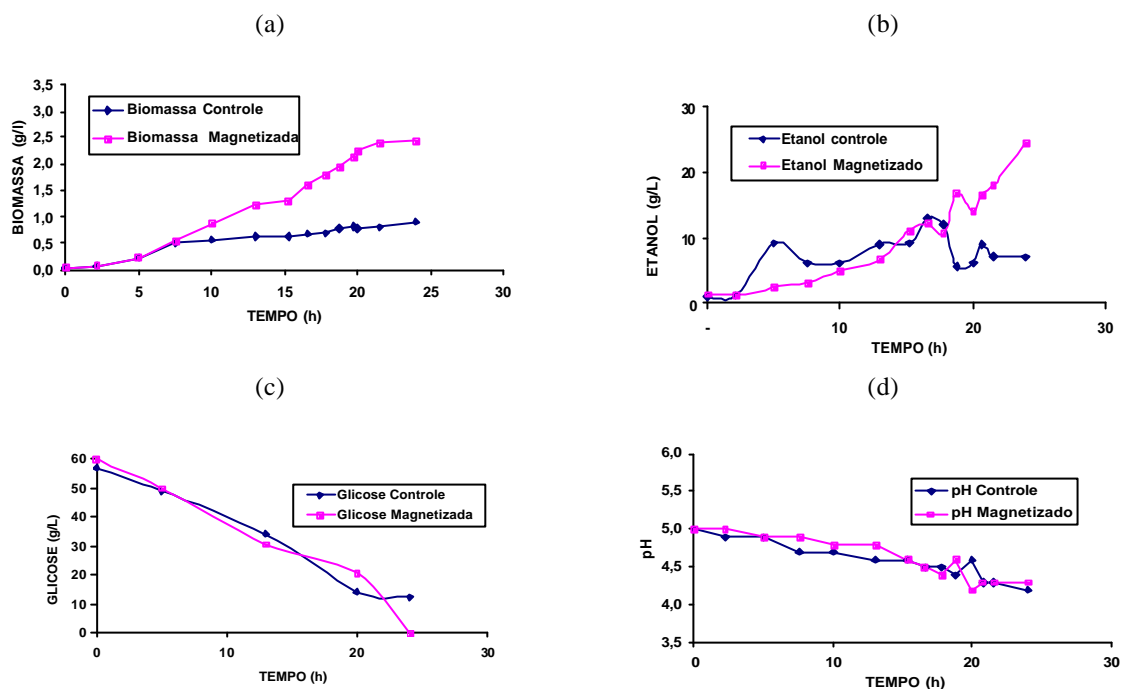 (a)
(b)
3,5
3,0
2,5
2,0
1,5
1,0
0,5
0,0
BIOMASSA (g/l)
Biomassa Controle
Biomassa Magnetizada
0 5 10 15 20 25 30
TEMPO (h)
30
20
10
0
ETANOL (g/L)
Etanol controle
Etanol Magnetizado
- 10 20 30
TEMPO (h)
(c)
(d)
60
50
40
30
20
10
0
GLICOSE (g/L)
Glicose Controle
Glicose Magnetizada
0 10 20 30
TEMPO (h)
6,0
5,5
5,0
4,5
4,0
3,5
pH
pH Controle
pH Magnetizado
0 10 20 30
TEMPO (h)